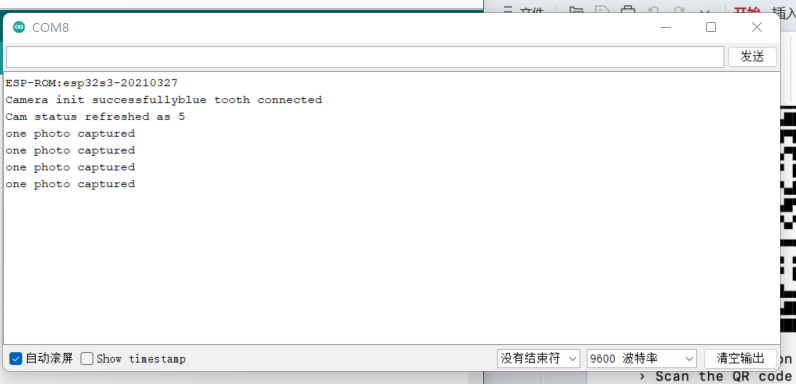 文件
开始
插入
COM8
发送
ESP-ROM:esp32s3-20210327
Camera init successfullyblue tooth connected
Cam status refreshed as 5
one photo captured
one photo captured
one photo captured
one photo captured
自动滚屏 Show timestamp 没有结束符 9600 波特率 清空输出
on
› Scan the QR code